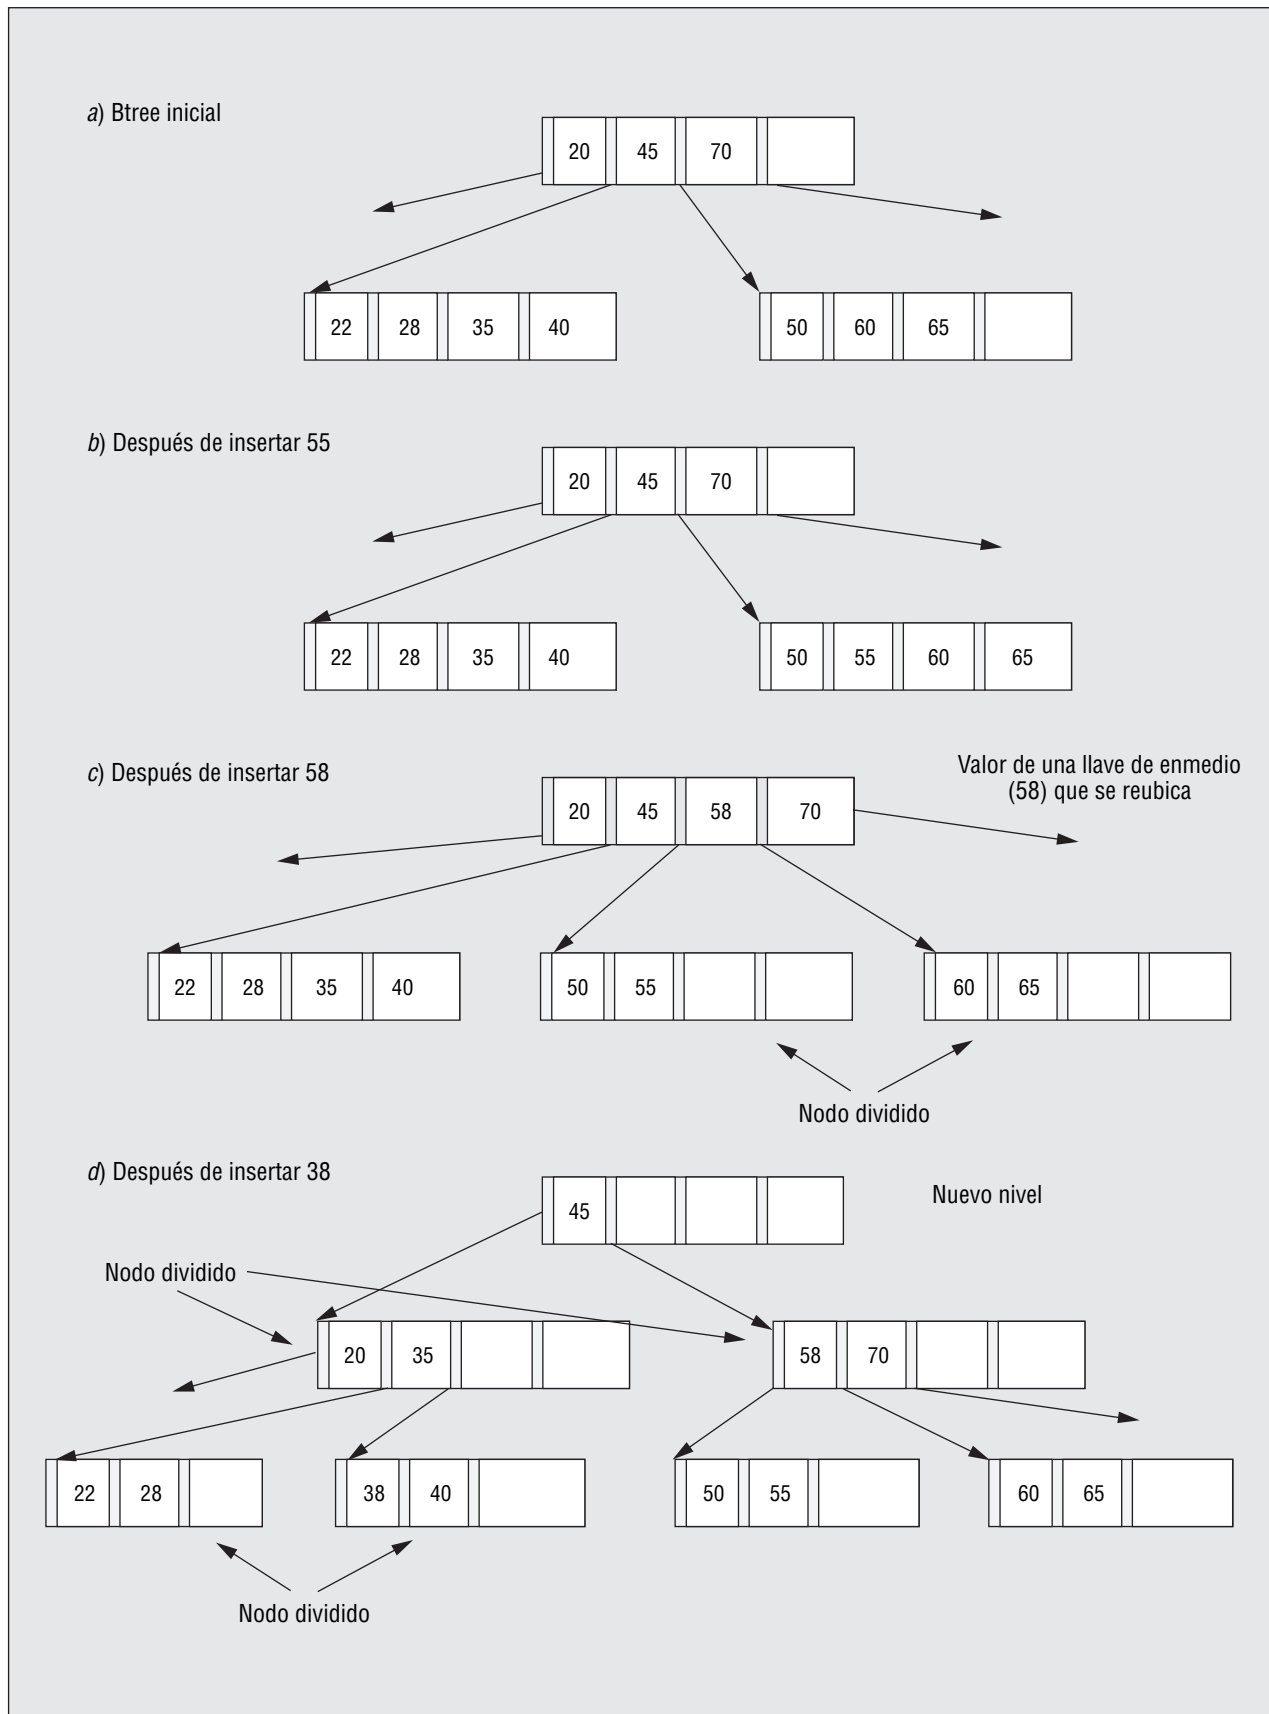 a) Btree inicial
20 45 70
22 28 35 40
50 60 65
b) Después de insertar 55
20 45 70
22 28 35 40
50 55 60 65
c) Después de insertar 58
20 45 58 70
Valor de una llave de enmedio
(58) que se reubica
22 28 35 40
50 55
60 65
Nodo dividido
d) Después de insertar 38
45
Nuevo nivel
Nodo dividido
20 35
58 70
22 28
38 40
50 55
60 65
Nodo dividido